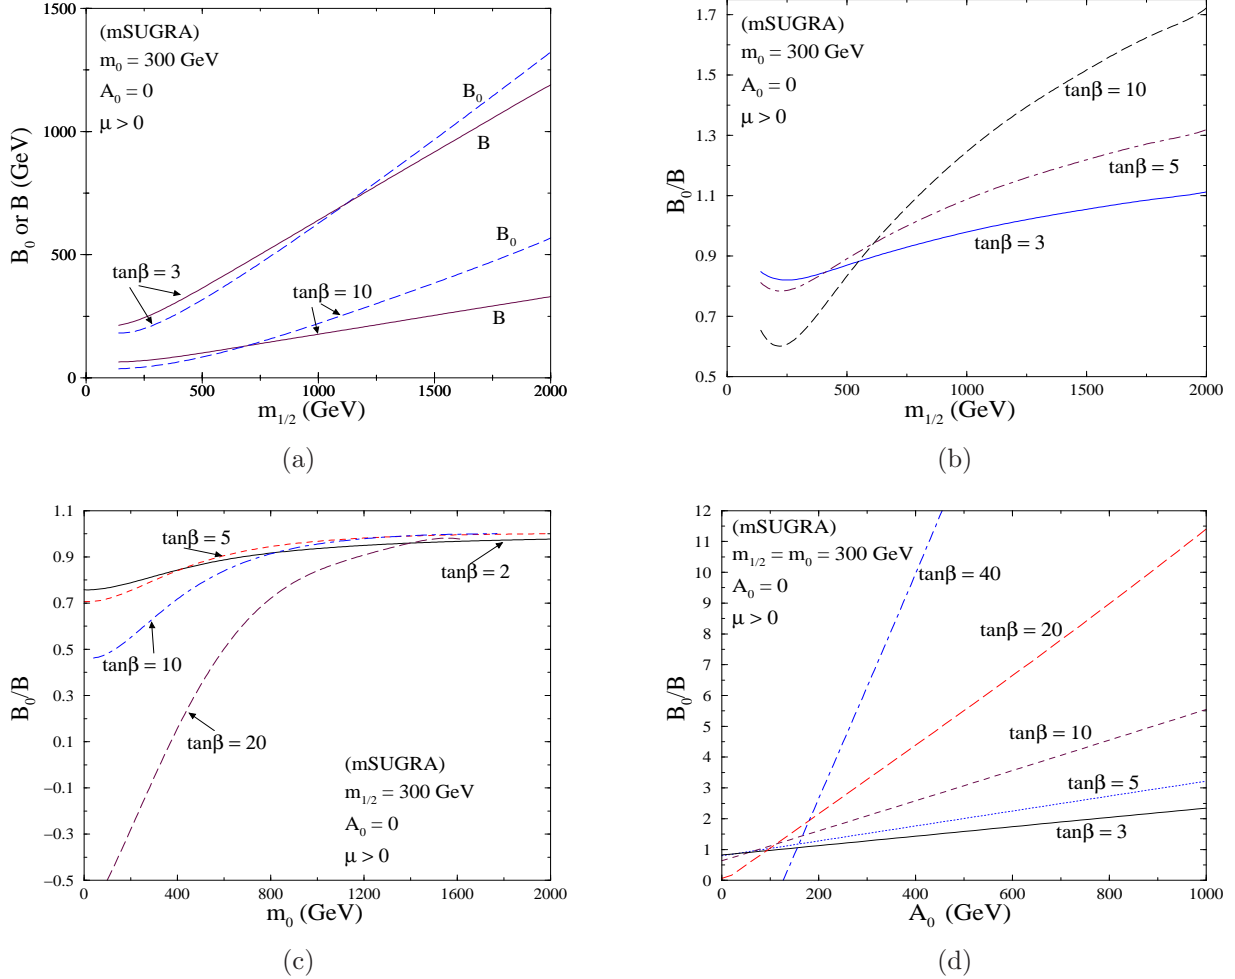 (a)
(b)
1500
1000
500
0
B₀ or B (GeV)
(mSUGRA)
m₀ = 300 GeV
A₀ = 0
μ > 0
B₀
B
tanβ = 3
B₀
tanβ = 10
B
0 500 1000 1500 2000
m₁/₂ (GeV)
(a)
1.7
1.5
1.3
1.1
0.9
0.7
0.5
B₀/B
(mSUGRA)
m₀ = 300 GeV
A₀ = 0
μ > 0
tanβ = 10
tanβ = 5
tanβ = 3
0 500 1000 1500 2000
m₁/₂ (GeV)
(b)
1.1
0.9
0.7
0.5
0.3
0.1
–0.1
–0.3
–0.5
B₀/B
tanβ = 5
tanβ = 2
tanβ = 10
tanβ = 20
(mSUGRA)
m₁/₂ = 300 GeV
A₀ = 0
μ > 0
0 400 800 1200 1600 2000
m₀ (GeV)
(c)
12
11
10
9
8
7
6
5
4
3
2
1
0
B₀/B
(mSUGRA)
m₁/₂ = m₀ = 300 GeV
A₀ = 0
μ > 0
tanβ = 40
tanβ = 20
tanβ = 10
tanβ = 5
tanβ = 3
0 200 400 600 800 1000
A₀ (GeV)
(d)